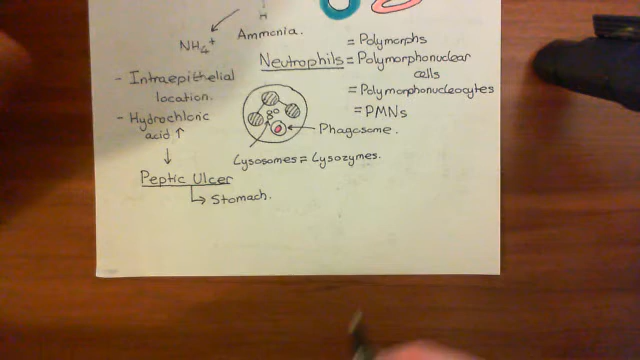 H
NH4+
Ammonia.
Neutrophils
= Polymorphs
= Polymorphonuclear
cells
= Polymorphonucleocytes
= PMNs
- Intraepithelial
location.
- Hydrochloric
acid ↑
Phagosome.
Lysosomes = Lysozymes.
Peptic Ulcer
Stomach.